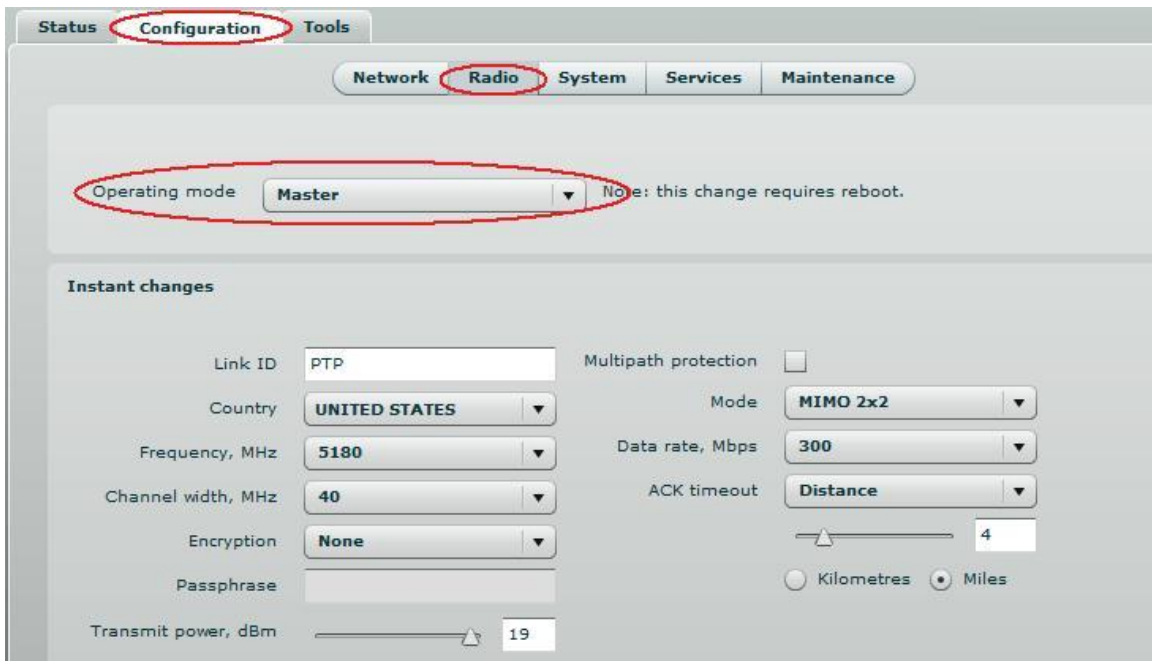 Status Configuration Tools
Network Radio System Services Maintenance
Operating mode Master Note: this change requires reboot.
Instant changes
Link ID PTP Multipath protection
Country UNITED STATES Mode MIMO 2x2
Frequency, MHz 5180 Data rate, Mbps 300
Channel width, MHz 40 ACK timeout Distance
Encryption None 4
Passphrase Kilometres Miles
Transmit power, dBm 19